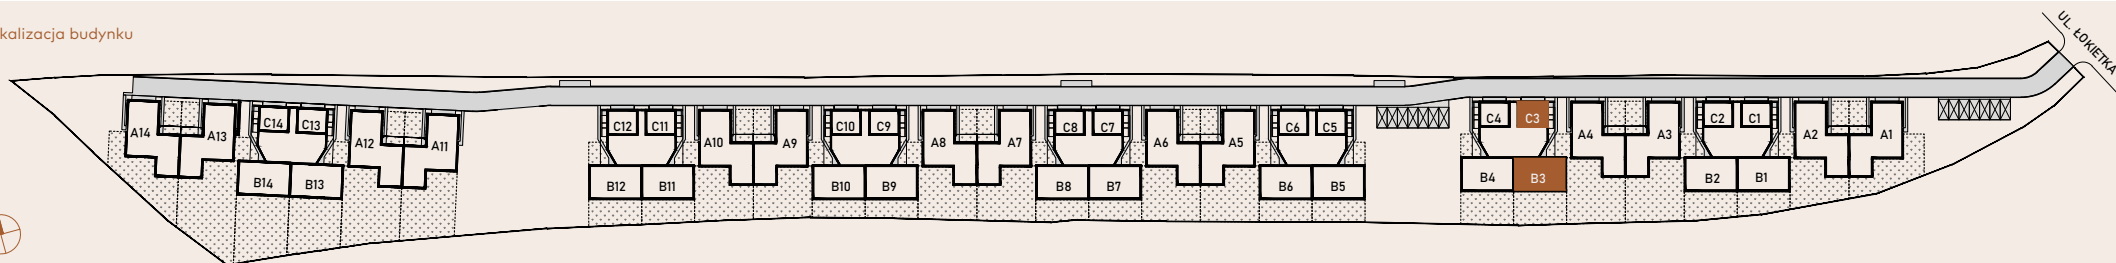 kalizacja budynku
UL. ŁOKIETKA
C14 C13 C12 C11 C10 C9 C8 C7 C6 C5 C4 C3 C2 C1
A14 A13 A12 A11 A10 A9 A8 A7 A6 A5 A4 A3 A2 A1
B14 B13 B12 B11 B10 B9 B8 B7 B6 B5 B4 B3 B2 B1